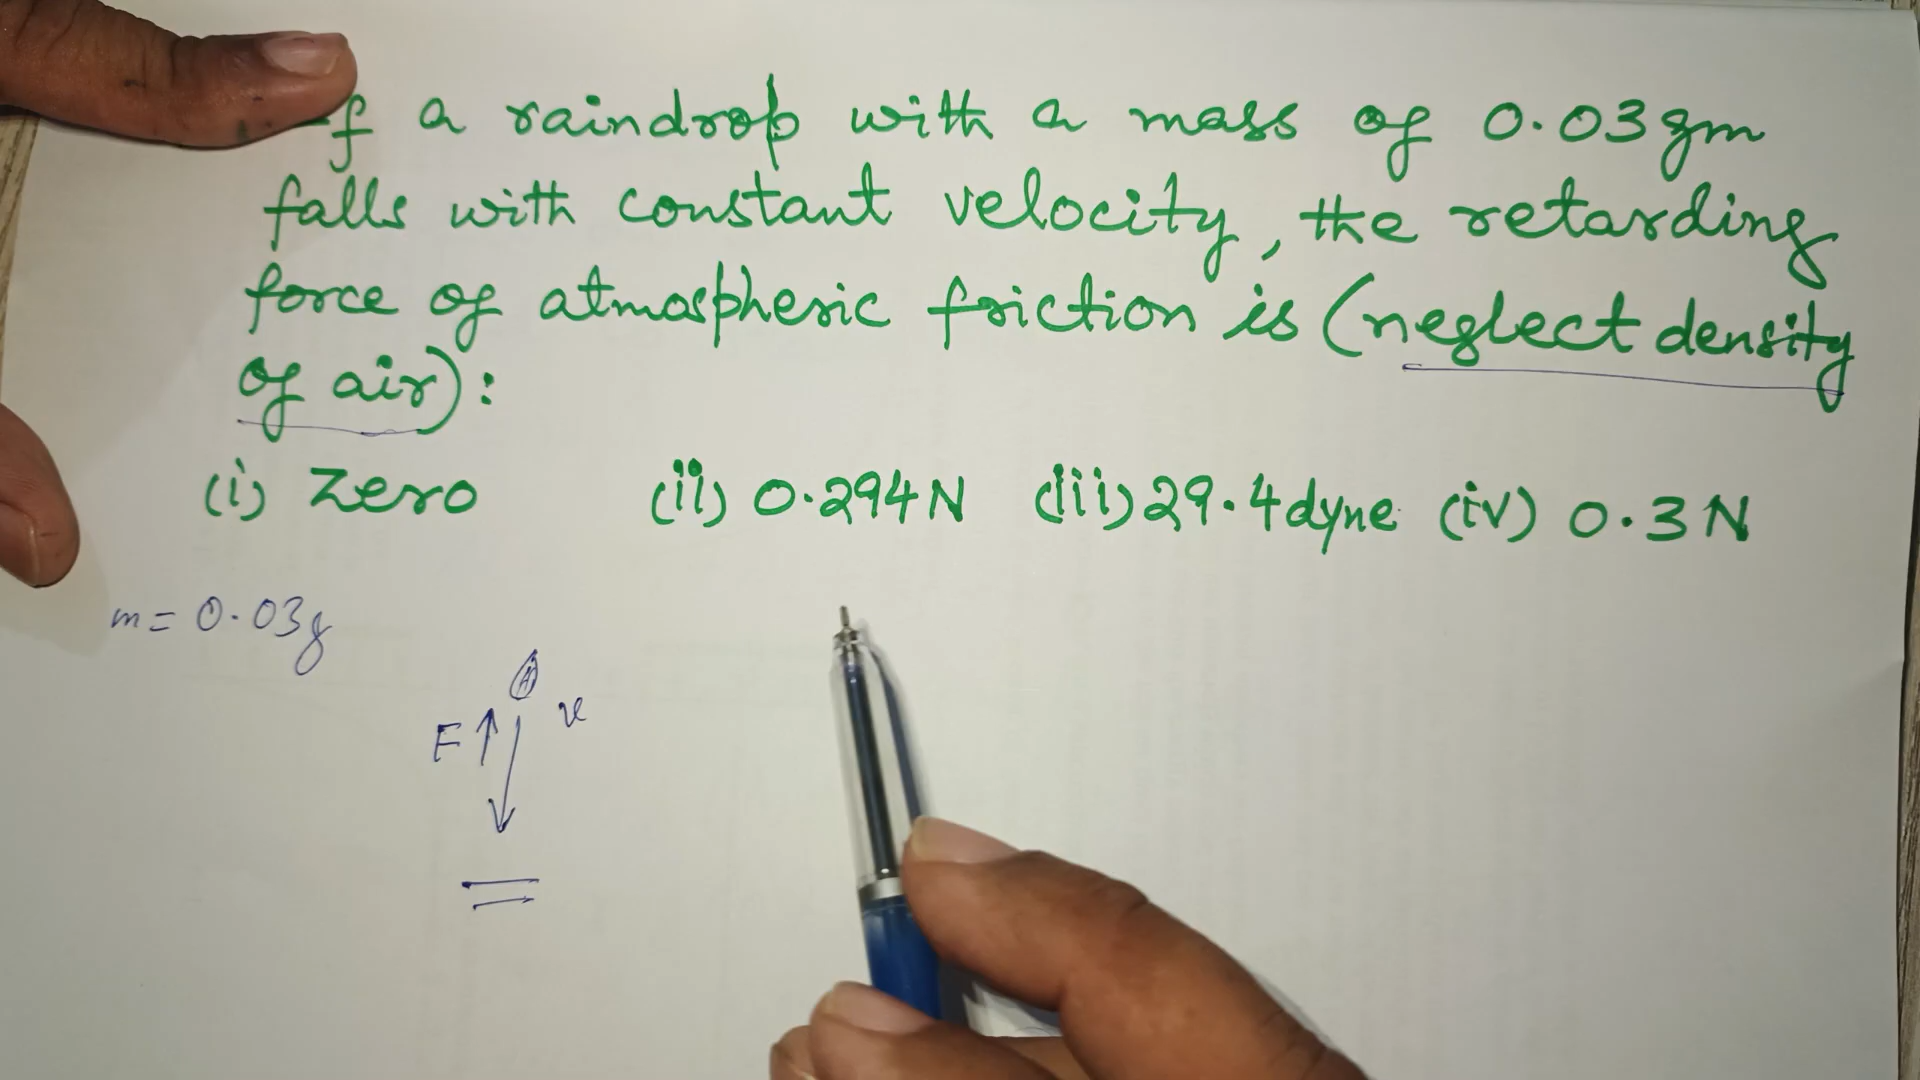 f a raindrop with a mass of 0.03 gm
falls with constant velocity, the retarding
force of atmospheric friction is (neglect density
of air):
(i) Zero (ii) 0.294 N (iii) 29.4 dyne (iv) 0.3 N
m = 0.03 g
F v